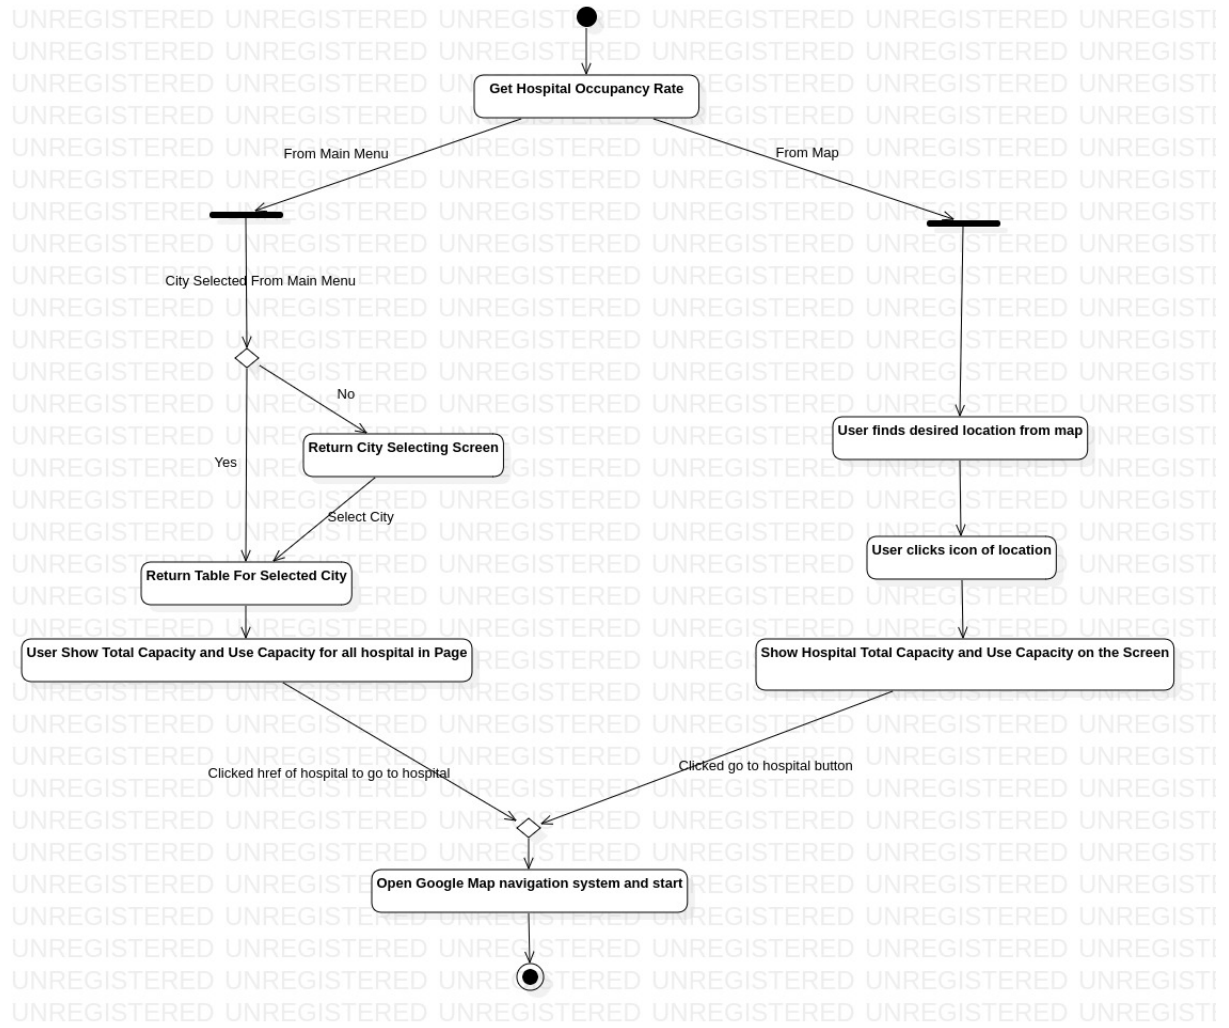 Get Hospital Occupancy Rate
From Main Menu
From Map
City Selected From Main Menu
No
Return City Selecting Screen
User finds desired location from map
Yes
Select City
User clicks icon of location
Return Table For Selected City
User Show Total Capacity and Use Capacity for all hospital in Page
Show Hospital Total Capacity and Use Capacity on the Screen
Clicked href of hospital to go to hospital
Clicked go to hospital button
Open Google Map navigation system and start
UNREGISTERED